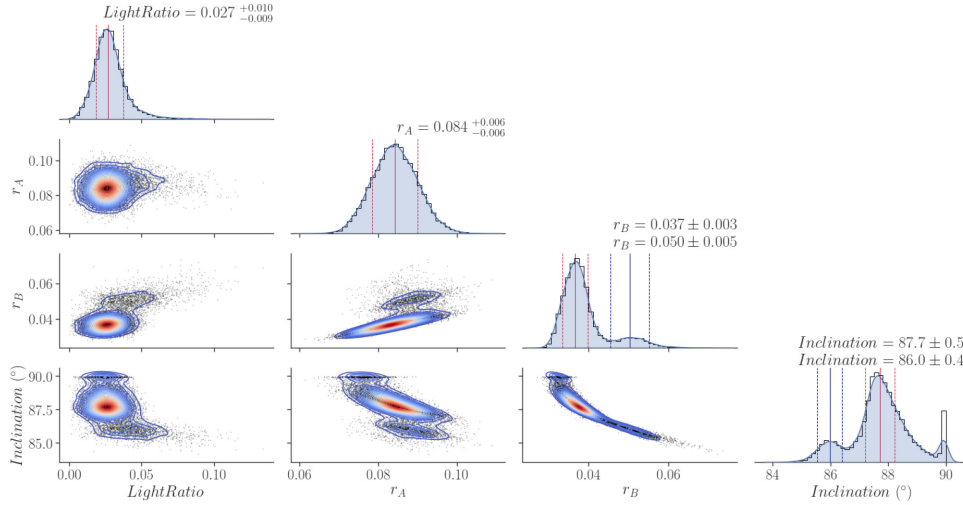 LightRatio = 0.027 +0.010 −0.009
0.10
r_A
0.08
0.06
r_A = 0.084 +0.006 −0.006
0.06
r_B
0.04
r_B = 0.037 ± 0.003
r_B = 0.050 ± 0.005
90.0
Inclination (°)
87.5
85.0
Inclination = 87.7 ± 0.5
Inclination = 86.0 ± 0.4
0.00 0.05 0.10
LightRatio
0.06 0.08 0.10
r_A
0.04 0.06
r_B
84 86 88 90
Inclination (°)